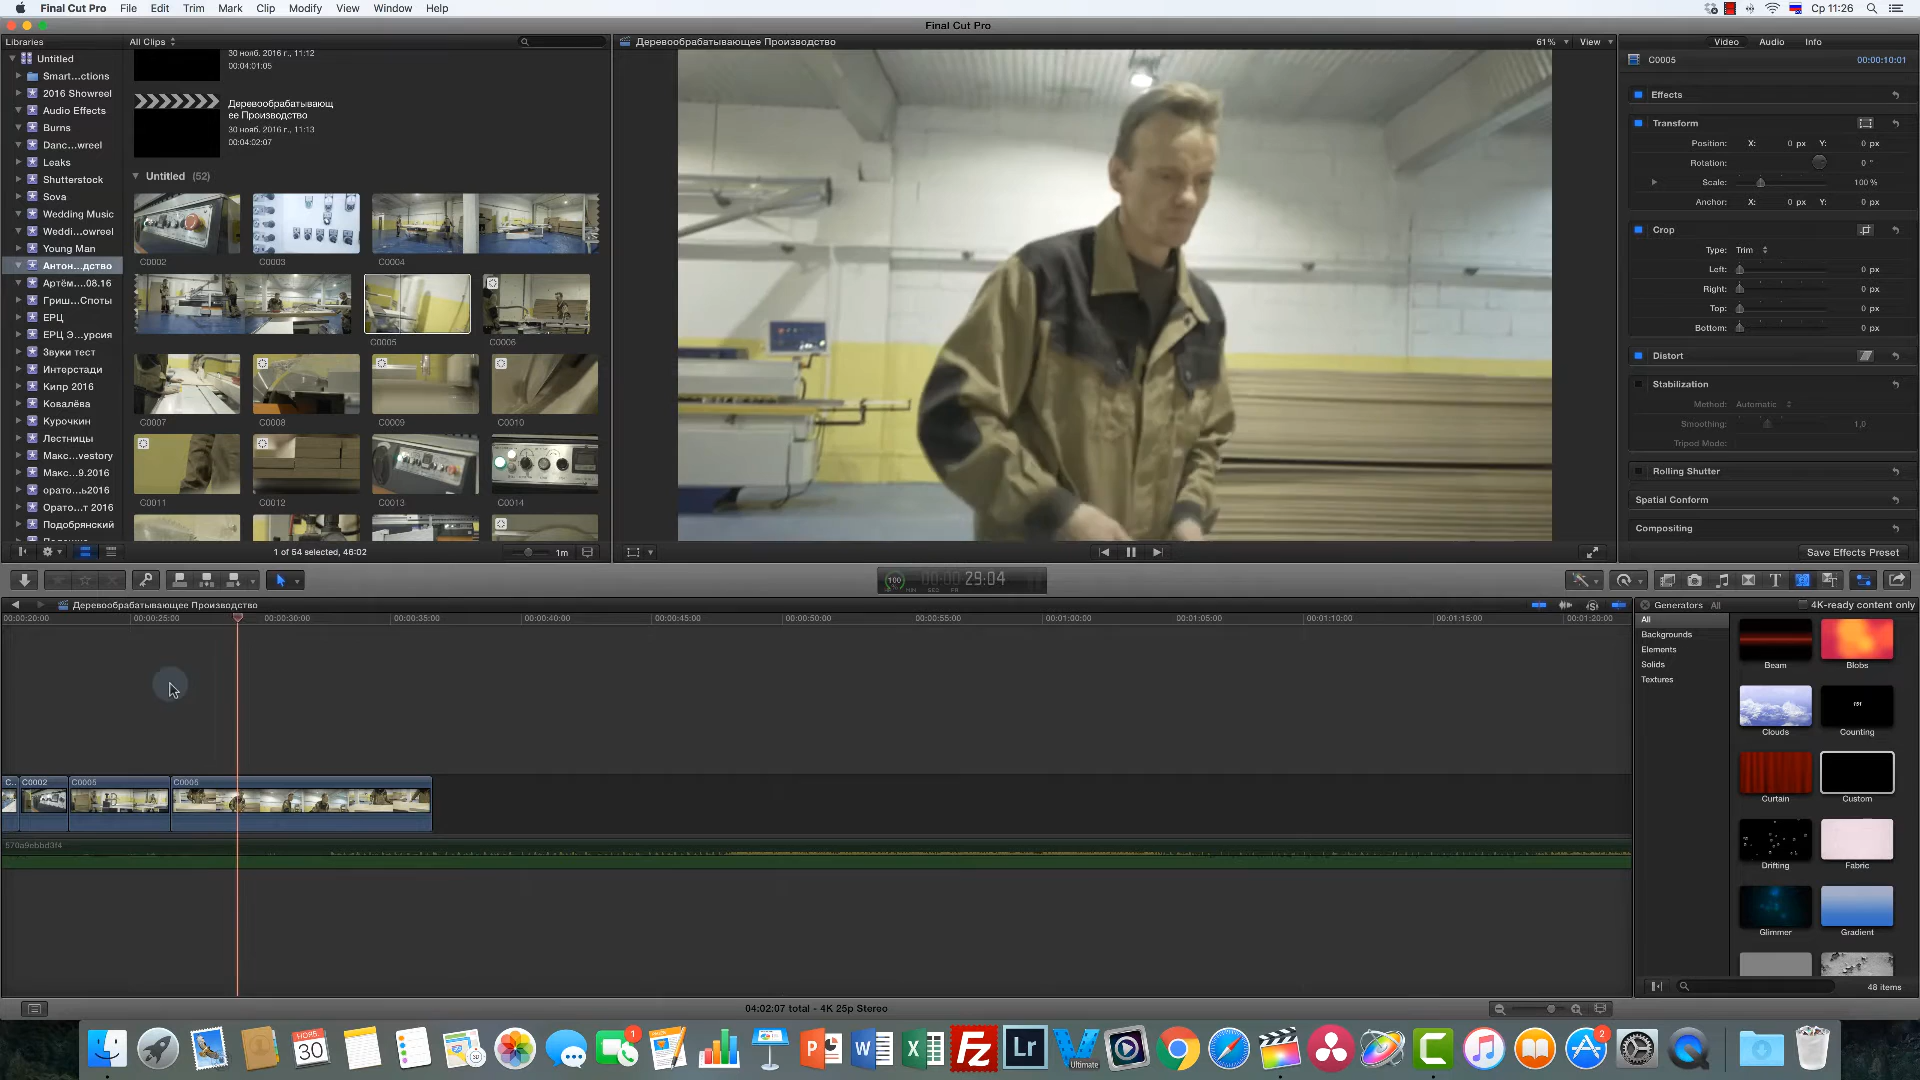 Final Cut Pro File Edit Trim Mark Clip Modify View Window Help
Ср 11:26
Final Cut Pro
Libraries
All Clips
Untitled
Smart...ctions
2016 Showreel
Audio Effects
Burns
Danc...wreel
Leaks
Shutterstock
Sova
Wedding Music
Weddi...owreel
Young Man
Антон...дство
Артём....08.16
Гриш...Споты
ЕРЦ
ЕРЦ Э...урсия
Звуки тест
Интерстади
Кипр 2016
Ковалёва
Курочкин
Лестницы
Макс...vestory
Макс...9.2016
орато...ь2016
Орато...т 2016
Подобрянский
30 нояб. 2016 г., 11:12
00:04:01:05
Деревообрабатывающ
ее Производство
30 нояб. 2016 г., 11:13
00:04:02:07
Untitled (52)
C0002 C0003 C0004
C0005 C0006
C0007 C0008 C0009 C0010
C0011 C0012 C0013 C0014
1 of 54 selected, 46:02
1m
Деревообрабатывающее Производство
61% View
Video Audio Info
C0005 00:00:10:01
Effects
Transform
Position: X: 0 px Y: 0 px
Rotation: 0 °
Scale: 100 %
Anchor: X: 0 px Y: 0 px
Crop
Type: Trim
Left: 0 px
Right: 0 px
Top: 0 px
Bottom: 0 px
Distort
Stabilization
Method: Automatic
Smoothing: 1,0
Tripod Mode:
Rolling Shutter
Spatial Conform
Compositing
Save Effects Preset
100 00:00:29:04
Деревообрабатывающее Производство
00:00:20:00 00:00:25:00 00:00:30:00 00:00:35:00 00:00:40:00 00:00:45:00 00:00:50:00 00:00:55:00 00:01:00:00 00:01:05:00 00:01:10:00 00:01:15:00 00:01:20:00
C... C0002 C0005 C0005
570a9ebbd3f4
Generators All 4K-ready content only
All
Backgrounds
Elements
Solids
Textures
Beam Blobs
Clouds Counting
Curtain Custom
Drifting Fabric
Glimmer Gradient
48 items
04:02:07 total - 4K 25p Stereo
НОЯБ.
30
1
Lr
Ultimate
2